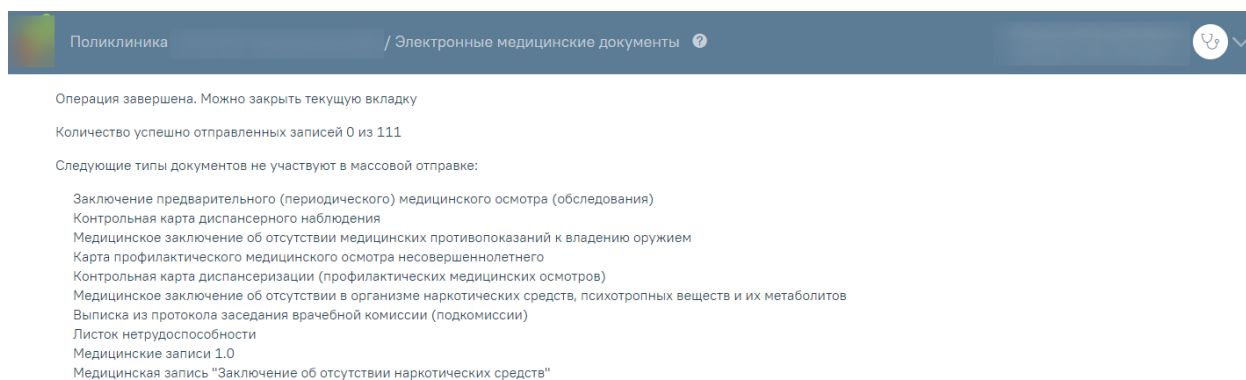 Поликлиника / Электронные медицинские документы ?
Операция завершена. Можно закрыть текущую вкладку
Количество успешно отправленных записей 0 из 111
Следующие типы документов не участвуют в массовой отправке:
Заключение предварительного (периодического) медицинского осмотра (обследования)
Контрольная карта диспансерного наблюдения
Медицинское заключение об отсутствии медицинских противопоказаний к владению оружием
Карта профилактического медицинского осмотра несовершеннолетнего
Контрольная карта диспансеризации (профилактических медицинских осмотров)
Медицинское заключение об отсутствии в организме наркотических средств, психотропных веществ и их метаболитов
Выписка из протокола заседания врачебной комиссии (подкомиссии)
Листок нетрудоспособности
Медицинские записи 1.0
Медицинская запись "Заключение об отсутствии наркотических средств"